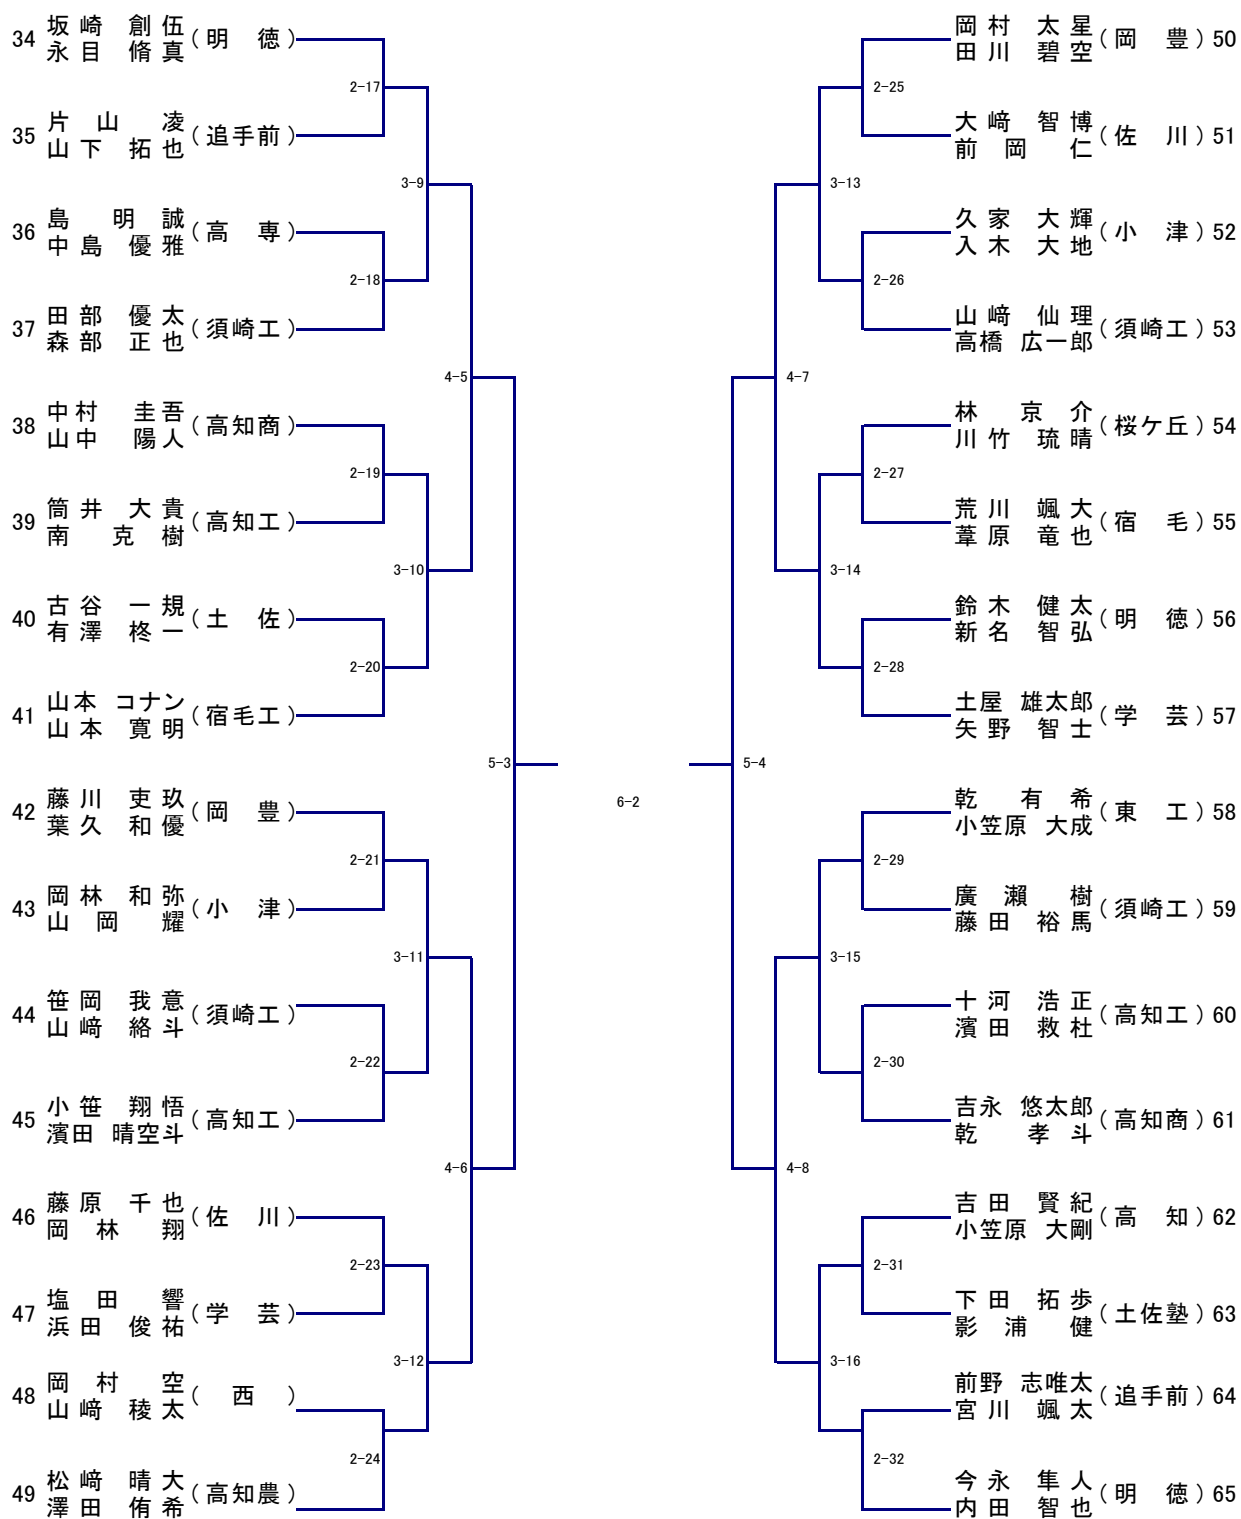 34 坂崎 創伍 (明 徳)
永目 脩真
2-17
35 片山 凌 (追手前)
山下 拓也
3-9
36 島 明誠 (高 専)
中島 優雅
2-18
37 田部 優太 (須崎工)
森部 正也
4-5
38 中村 圭吾 (高知商)
山中 陽人
2-19
39 筒井 大貴 (高知工)
南 克樹
3-10
40 古谷 一規 (土 佐)
有澤 柊一
2-20
41 山本 コナン (宿毛工)
山本 寛明
5-3
42 藤川 吏玖 (岡 豊)
葉久 和優
2-21
43 岡林 和弥 (小 津)
山岡 耀
3-11
44 笹岡 我意 (須崎工)
山﨑 絡斗
2-22
45 小笹 翔悟 (高知工)
濱田 晴空斗
4-6
46 藤原 千也 (佐 川)
岡林 翔
2-23
47 塩田 響 (学 芸)
浜田 俊祐
3-12
48 岡村 空 (西)
山﨑 稜太
2-24
49 松﨑 晴大 (高知農)
澤田 侑希
6-2
岡村 太星 (岡 豊) 50
田川 碧空
2-25
大﨑 智博 (佐 川) 51
前岡 仁
3-13
久家 大輝 (小 津) 52
入木 大地
2-26
山﨑 仙理 (須崎工) 53
高橋 広一郎
4-7
林 京介 (桜ケ丘) 54
川竹 琉晴
2-27
荒川 颯大 (宿 毛) 55
葦原 竜也
3-14
鈴木 健太 (明 徳) 56
新名 智弘
2-28
土屋 雄太郎 (学 芸) 57
矢野 智士
5-4
乾 有希 (東 工) 58
小笠原 大成
2-29
廣瀬 樹 (須崎工) 59
藤田 裕馬
3-15
十河 浩正 (高知工) 60
濱田 救杜
2-30
吉永 悠太郎 (高知商) 61
乾 孝斗
4-8
吉田 賢紀 (高 知) 62
小笠原 大剛
2-31
下田 拓歩 (土佐塾) 63
影浦 健
3-16
前野 志唯太 (追手前) 64
宮川 颯太
2-32
今永 隼人 (明 徳) 65
内田 智也